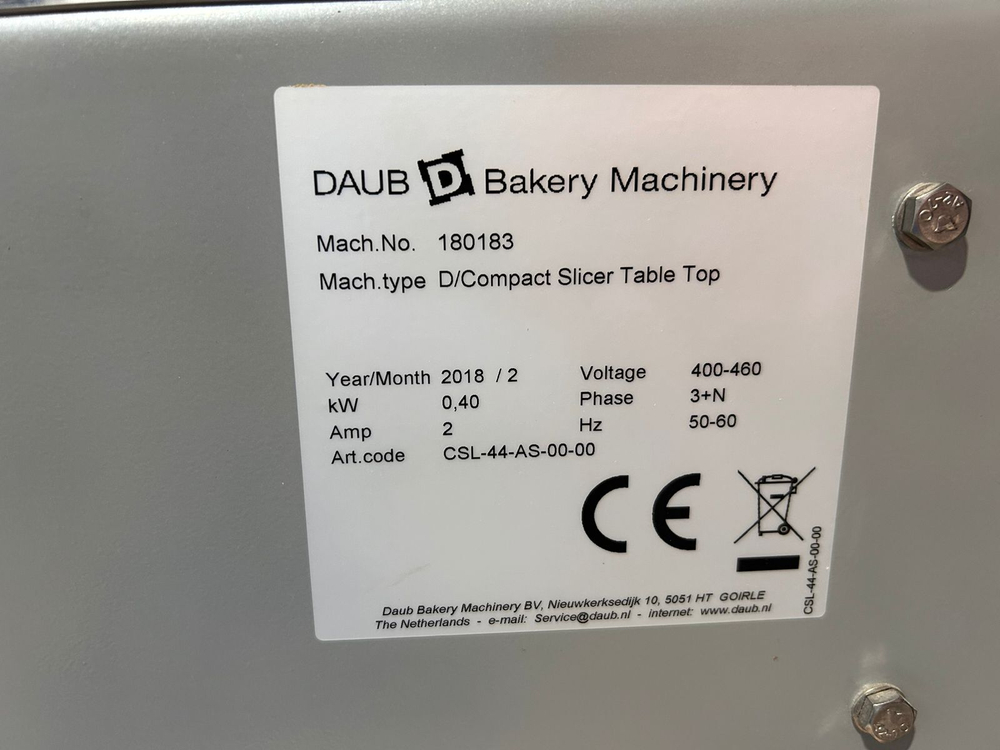 DAUB D Bakery Machinery
Mach.No. 180183
Mach.type D/Compact Slicer Table Top
Year/Month 2018 / 2 Voltage 400-460
kW 0,40 Phase 3+N
Amp 2 Hz 50-60
Art.code CSL-44-AS-00-00
CE
CSL-44-AS-00-00
Daub Bakery Machinery BV, Nieuwkerksedijk 10, 5051 HT GOIRLE
The Netherlands - e-mail: Service@daub.nl - internet: www.daub.nl